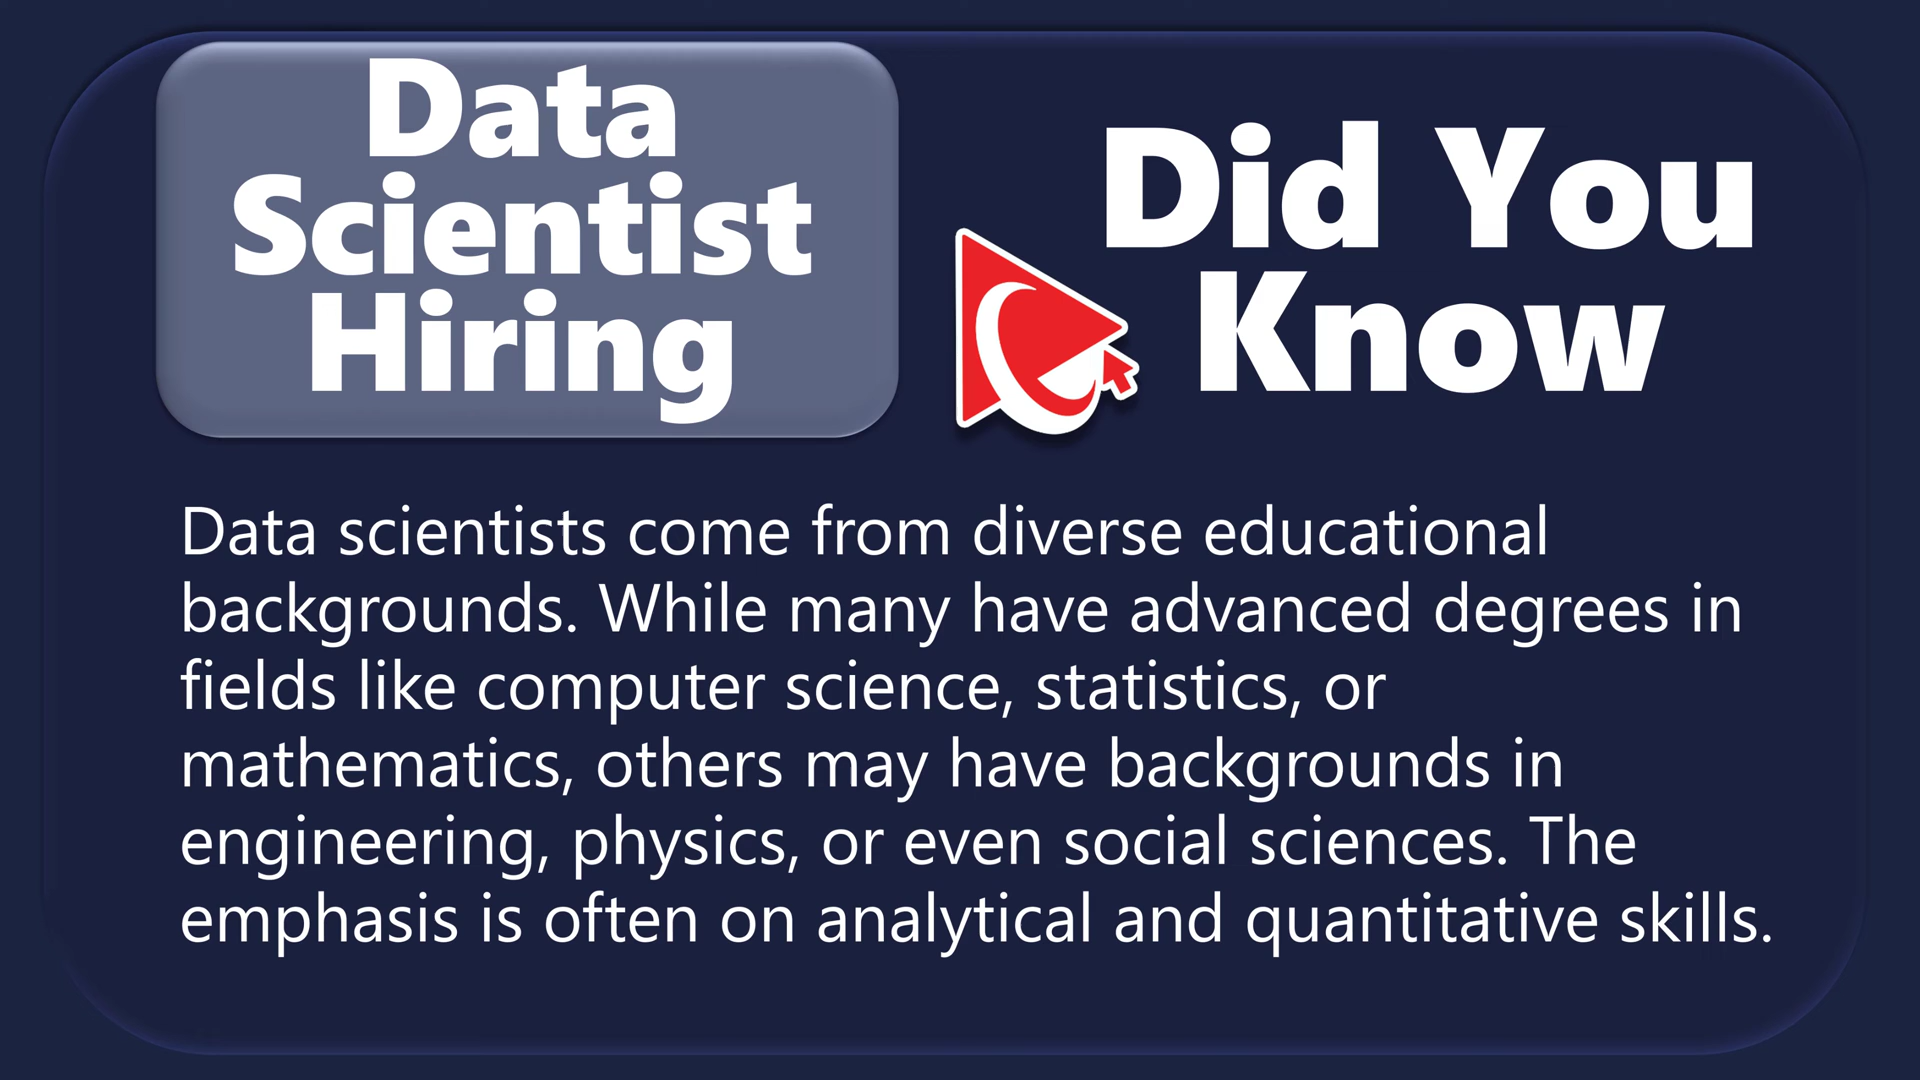 Data
Scientist
Hiring
Did You
Know
Data scientists come from diverse educational
backgrounds. While many have advanced degrees in
fields like computer science, statistics, or
mathematics, others may have backgrounds in
engineering, physics, or even social sciences. The
emphasis is often on analytical and quantitative skills.